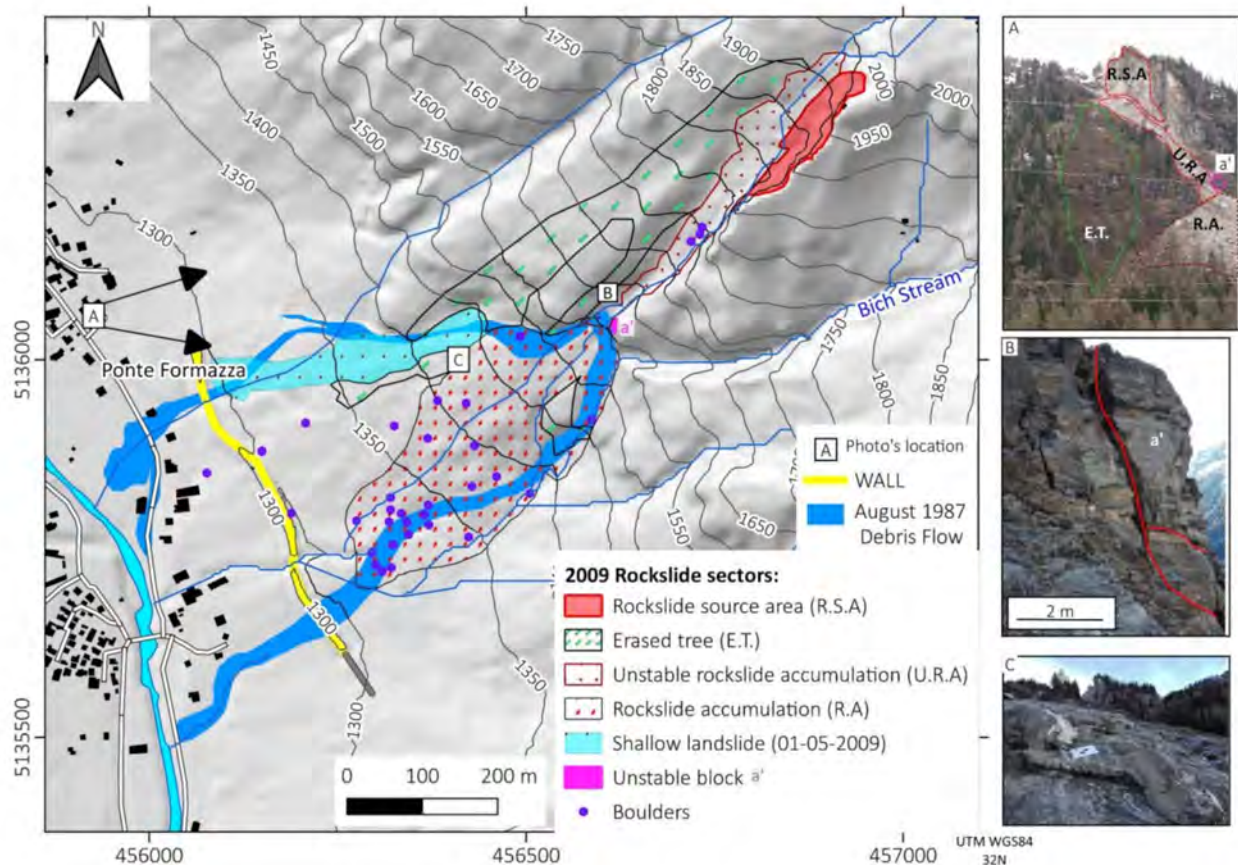 N
1450
1750
1700
1650
1600
1550
1500
1400
1350
1300
1900
1850
1800
2000
2000
1950
Bich Stream
1750
1800
1850
A
B
a'
C
Ponte Formazza
1350
1300
1300
1350
1300
1550
1600
1650
A Photo's location
WALL
August 1987
Debris Flow
2009 Rockslide sectors:
Rockslide source area (R.S.A)
Erased tree (E.T.)
Unstable rockslide accumulation (U.R.A)
Rockslide accumulation (R.A)
Shallow landslide (01-05-2009)
Unstable block a'
Boulders
0 100 200 m
5136000
5135500
456000 456500 457000
UTM WGS84
32N
A
R.S.A
U.R.A
a'
R.A.
E.T.
B
a'
2 m
C